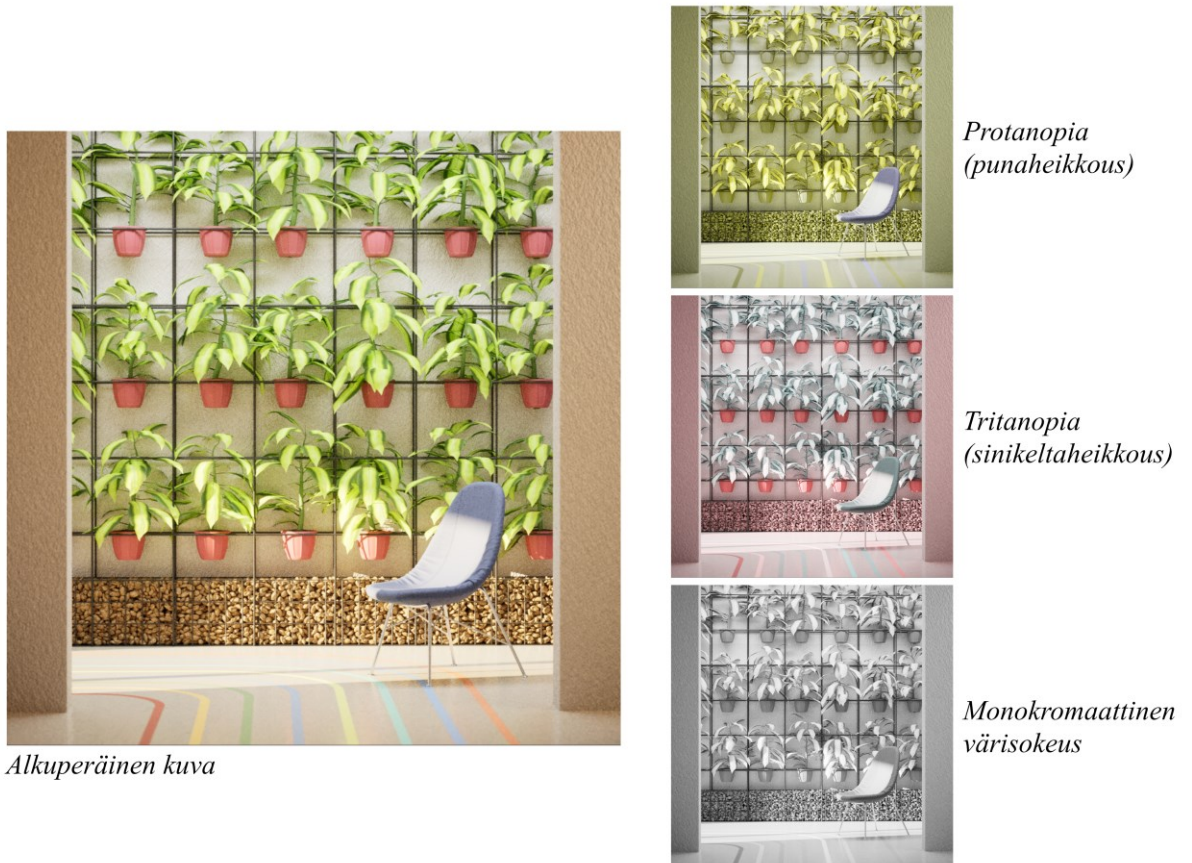 Alkuperäinen kuva
Protanopia
(punaheikkous)
Tritanopia
(sinikeltaheikkous)
Monokromaattinen
värisokeus